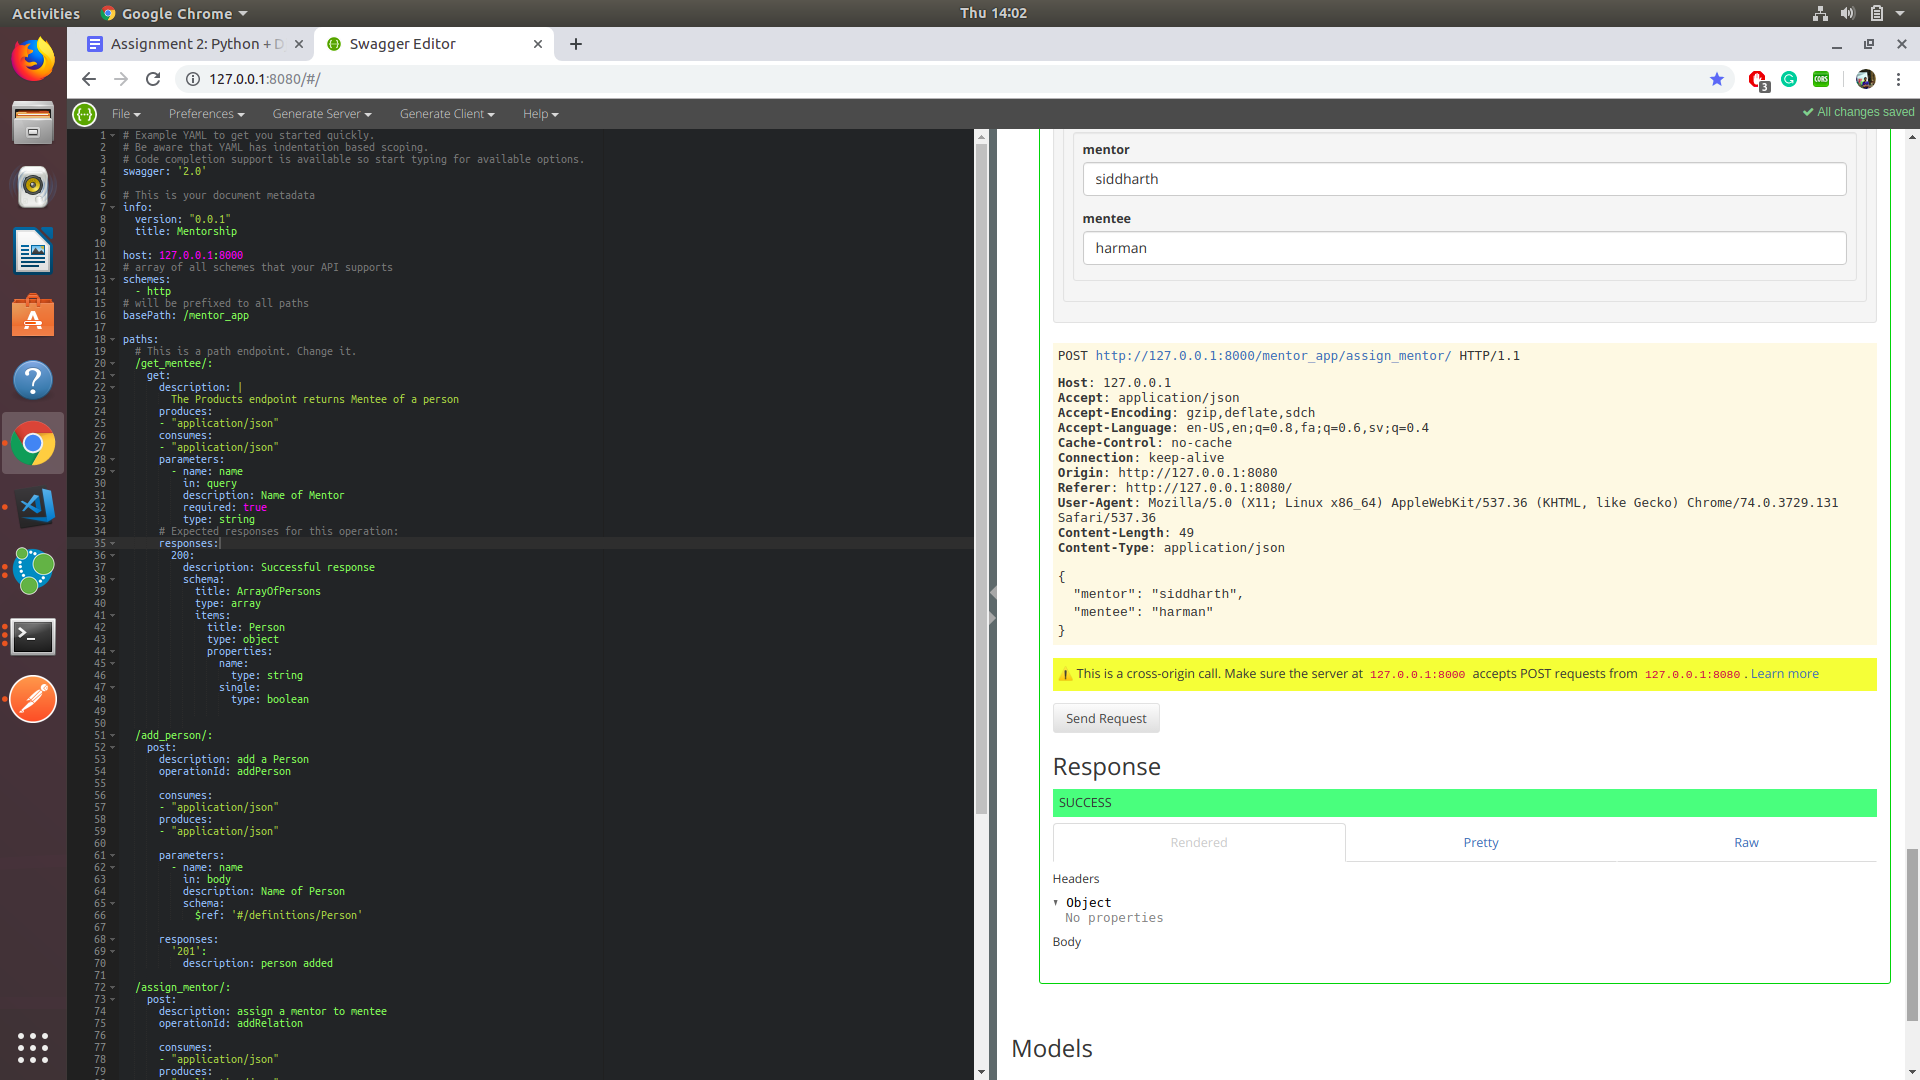 Activities
Google Chrome
Thu 14:02
Assignment 2: Python + D
Swagger Editor
127.0.0.1:8080/#/
3
CORS
File
Preferences
Generate Server
Generate Client
Help
All changes saved
1 # Example YAML to get you started quickly.
2 # Be aware that YAML has indentation based scoping.
3 # Code completion support is available so start typing for available options.
4 swagger: '2.0'
5
6 # This is your document metadata
7 info:
8 version: "0.0.1"
9 title: Mentorship
10
11 host: 127.0.0.1:8000
12 # array of all schemes that your API supports
13 schemes:
14 - http
15 # will be prefixed to all paths
16 basePath: /mentor_app
17
18 paths:
19 # This is a path endpoint. Change it.
20 /get_mentee/:
21 get:
22 description: |
23 The Products endpoint returns Mentee of a person
24 produces:
25 - "application/json"
26 consumes:
27 - "application/json"
28 parameters:
29 - name: name
30 in: query
31 description: Name of Mentor
32 required: true
33 type: string
34 # Expected responses for this operation:
35 responses:
36 200:
37 description: Successful response
38 schema:
39 title: ArrayOfPersons
40 type: array
41 items:
42 title: Person
43 type: object
44 properties:
45 name:
46 type: string
47 single:
48 type: boolean
49
50
51 /add_person/:
52 post:
53 description: add a Person
54 operationId: addPerson
55
56 consumes:
57 - "application/json"
58 produces:
59 - "application/json"
60
61 parameters:
62 - name: name
63 in: body
64 description: Name of Person
65 schema:
66 $ref: '#/definitions/Person'
67
68 responses:
69 '201':
70 description: person added
71
72 /assign_mentor/:
73 post:
74 description: assign a mentor to mentee
75 operationId: addRelation
76
77 consumes:
78 - "application/json"
79 produces:
mentor
siddharth
mentee
harman
POST http://127.0.0.1:8000/mentor_app/assign_mentor/ HTTP/1.1
Host: 127.0.0.1
Accept: application/json
Accept-Encoding: gzip,deflate,sdch
Accept-Language: en-US,en;q=0.8,fa;q=0.6,sv;q=0.4
Cache-Control: no-cache
Connection: keep-alive
Origin: http://127.0.0.1:8080
Referer: http://127.0.0.1:8080/
User-Agent: Mozilla/5.0 (X11; Linux x86_64) AppleWebKit/537.36 (KHTML, like Gecko) Chrome/74.0.3729.131
Safari/537.36
Content-Length: 49
Content-Type: application/json
{
"mentor": "siddharth",
"mentee": "harman"
}
This is a cross-origin call. Make sure the server at 127.0.0.1:8000 accepts POST requests from 127.0.0.1:8080. Learn more
Send Request
Response
SUCCESS
Rendered
Pretty
Raw
Headers
Object
No properties
Body
Models